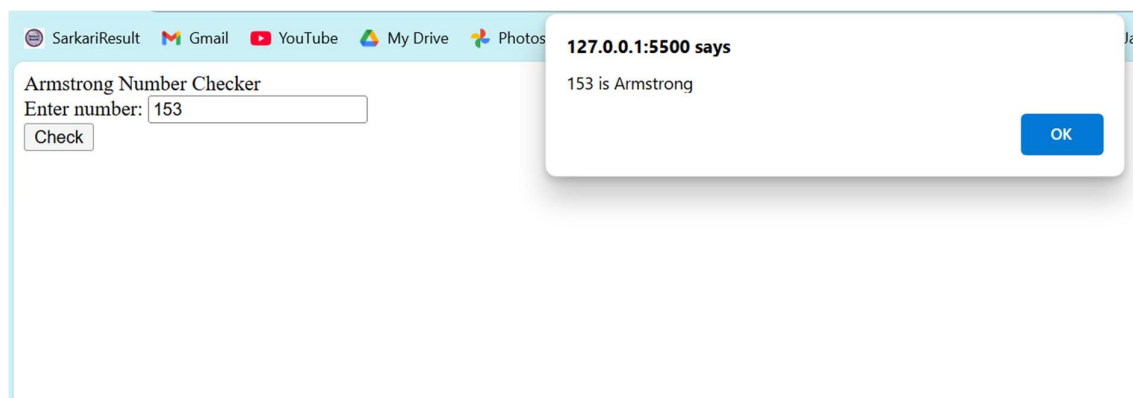 SarkariResult Gmail YouTube My Drive Photos
127.0.0.1:5500 says
153 is Armstrong
OK
Armstrong Number Checker
Enter number: 153
Check